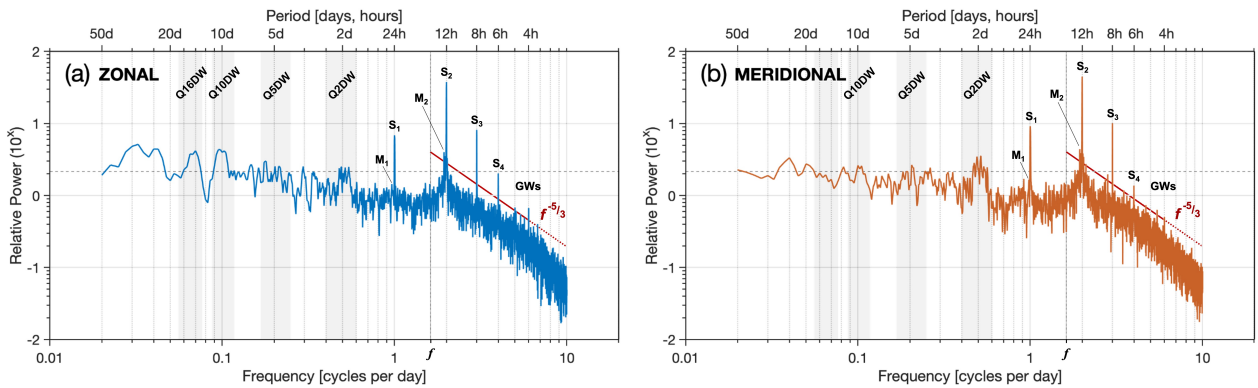 Period [days, hours]
50d 20d 10d 5d 2d 24h 12h 8h 6h 4h
(a) ZONAL
Q16DW Q10DW Q5DW Q2DW
M1 S1 M2 S2 S3 S4 GWs
f^-5/3
Relative Power (10^x)
2
1
0
-1
-2
0.01 0.1 1 f 10
Frequency [cycles per day]
Period [days, hours]
50d 20d 10d 5d 2d 24h 12h 8h 6h 4h
(b) MERIDIONAL
Q10DW Q5DW Q2DW
M1 S1 M2 S2 S3 S4 GWs
f^-5/3
Relative Power (10^x)
2
1
0
-1
-2
0.01 0.1 1 f 10
Frequency [cycles per day]